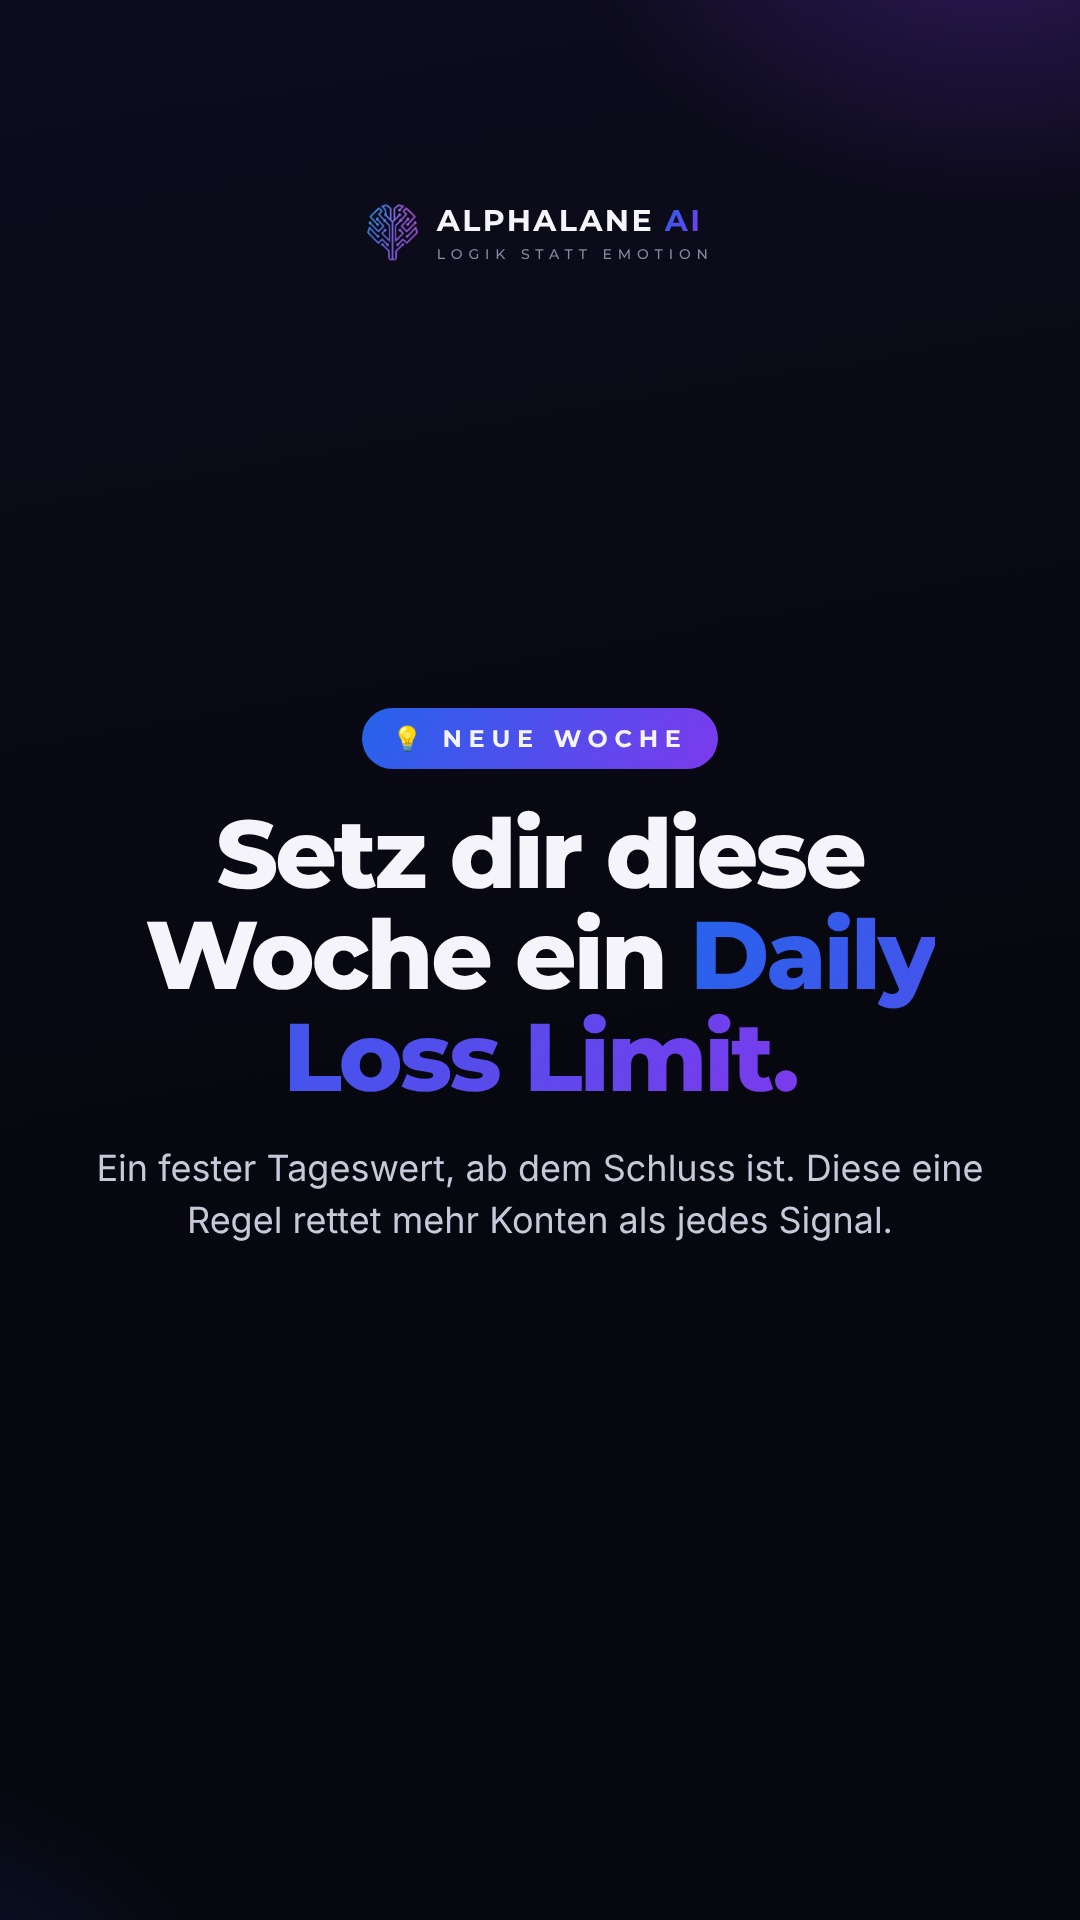 ALPHALANE AI
LOGIK STATT EMOTION
💡 NEUE WOCHE
Setz dir diese
Woche ein Daily
Loss Limit.
Ein fester Tageswert, ab dem Schluss ist. Diese eine
Regel rettet mehr Konten als jedes Signal.